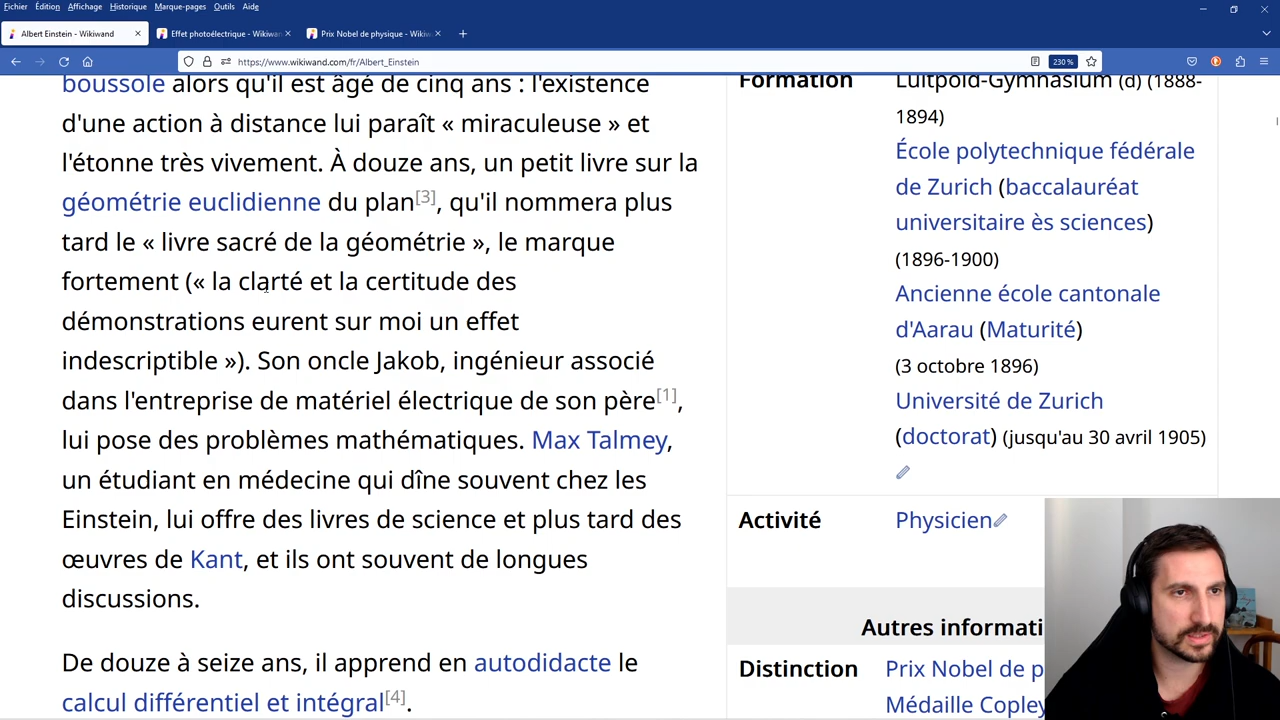 Fichier Édition Affichage Historique Marque-pages Outils Aide
Albert Einstein - Wikiwand
Effet photoélectrique - Wikiwan
Prix Nobel de physique - Wikiw
https://www.wikiwand.com/fr/Albert_Einstein
230 %
boussole alors qu'il est âgé de cinq ans : l'existence
d'une action à distance lui paraît « miraculeuse » et
l'étonne très vivement. À douze ans, un petit livre sur la
géométrie euclidienne du plan[3], qu'il nommera plus
tard le « livre sacré de la géométrie », le marque
fortement (« la clarté et la certitude des
démonstrations eurent sur moi un effet
indescriptible »). Son oncle Jakob, ingénieur associé
dans l'entreprise de matériel électrique de son père[1],
lui pose des problèmes mathématiques. Max Talmey,
un étudiant en médecine qui dîne souvent chez les
Einstein, lui offre des livres de science et plus tard des
œuvres de Kant, et ils ont souvent de longues
discussions.
De douze à seize ans, il apprend en autodidacte le
calcul différentiel et intégral[4].
Formation
Luitpold-Gymnasium (d) (1888-
1894)
École polytechnique fédérale
de Zurich (baccalauréat
universitaire ès sciences)
(1896-1900)
Ancienne école cantonale
d'Aarau (Maturité)
(3 octobre 1896)
Université de Zurich
(doctorat) (jusqu'au 30 avril 1905)
Activité
Physicien
Autres informati
Distinction
Prix Nobel de p
Médaille Copley